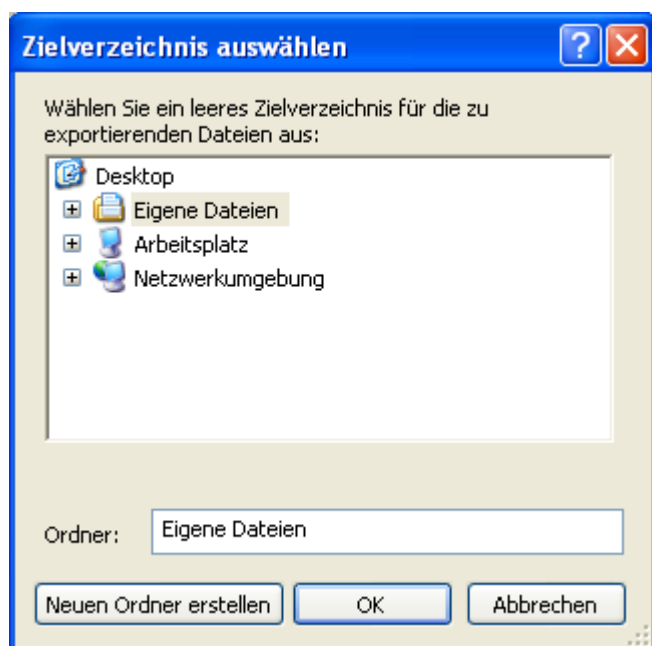 Zielverzeichnis auswählen
Wählen Sie ein leeres Zielverzeichnis für die zu
exportierenden Dateien aus:
Desktop
Eigene Dateien
Arbeitsplatz
Netzwerkumgebung
Ordner: Eigene Dateien
Neuen Ordner erstellen OK Abbrechen